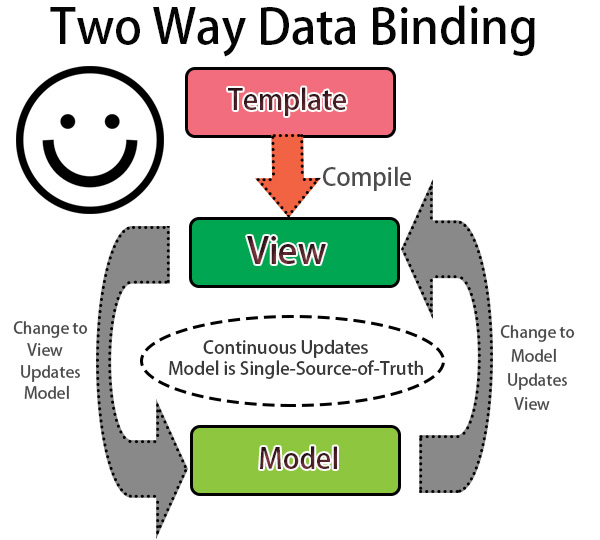 Two Way Data Binding
Template
Compile
View
Change to
View
Updates
Model
Continuous Updates
Model is Single-Source-of-Truth
Change to
Model
Updates
View
Model